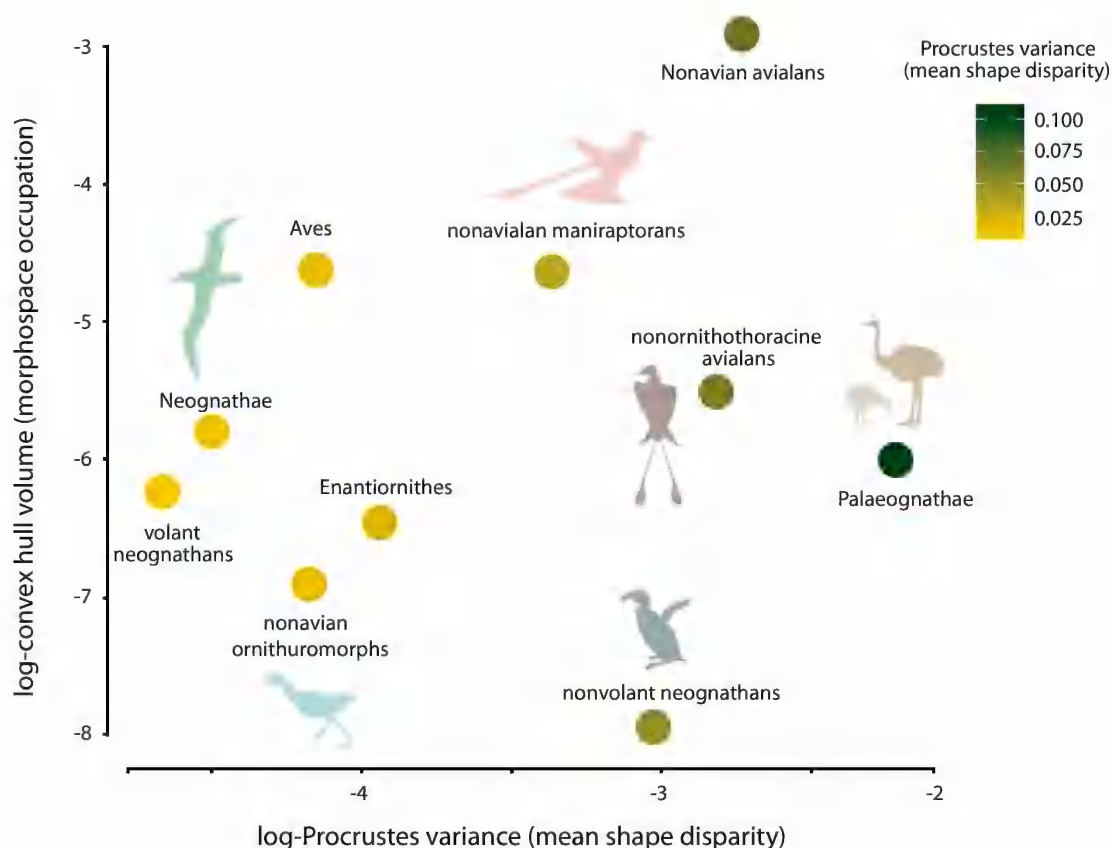 -3
Nonavian avialans
Procrustes variance
(mean shape disparity)
0.100
0.075
0.050
0.025
-4
Aves
nonavialan maniraptorans
-5
nonornithothoracine
avialans
Neognathae
-6
Palaeognathae
Enantiornithes
volant
neognathans
-7
nonavian
ornithuromorphs
nonvolant neognathans
-8
log-convex hull volume (morphospace occupation)
-4
-3
-2
log-Procrustes variance (mean shape disparity)